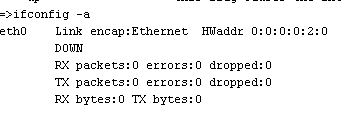 =>ifconfig -a
eth0 Link encap:Ethernet HWaddr 0:0:0:0:2:0
DOWN
RX packets:0 errors:0 dropped:0
TX packets:0 errors:0 dropped:0
RX bytes:0 TX bytes:0